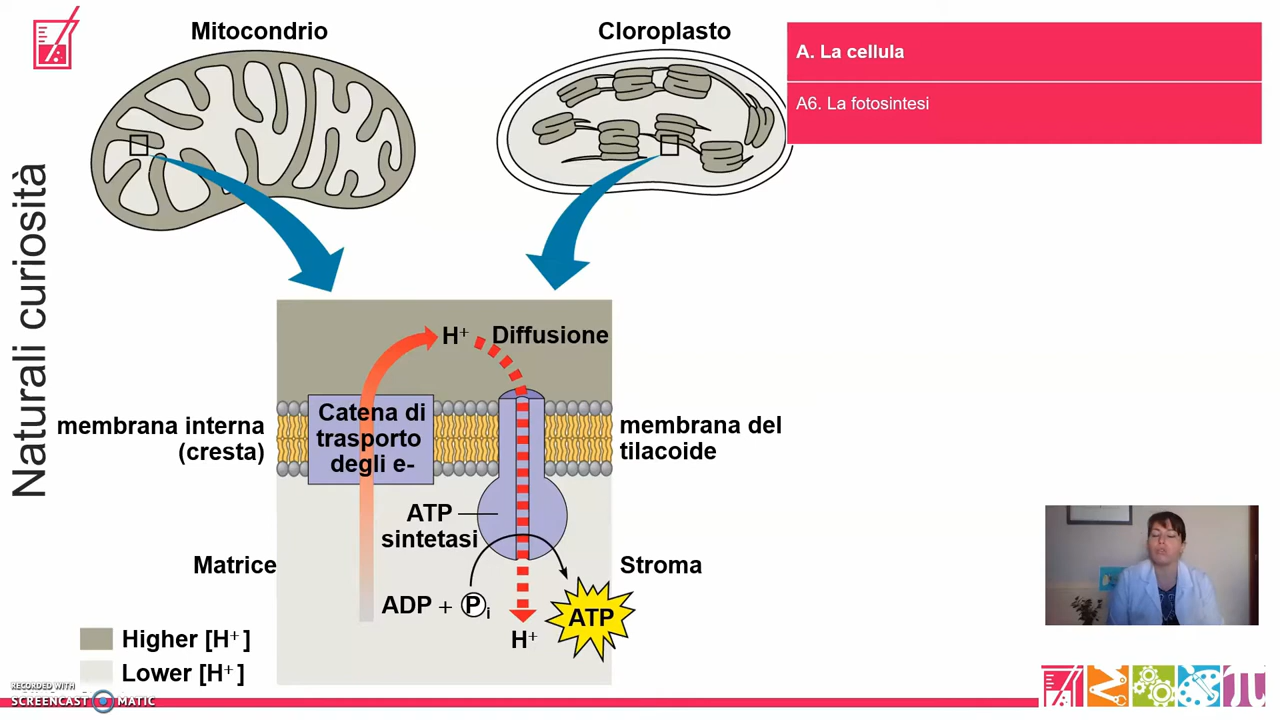 Mitocondrio
Cloroplasto
A. La cellula
A6. La fotosintesi
Naturali curiosità
H⁺
Diffusione
membrana interna
(cresta)
Catena di
trasporto
degli e-
membrana del
tilacoide
ATP
sintetasi
Matrice
Stroma
ADP + Pi
ATP
H⁺
Higher [H⁺]
Lower [H⁺]
RECORDED WITH
SCREENCAST MATIC